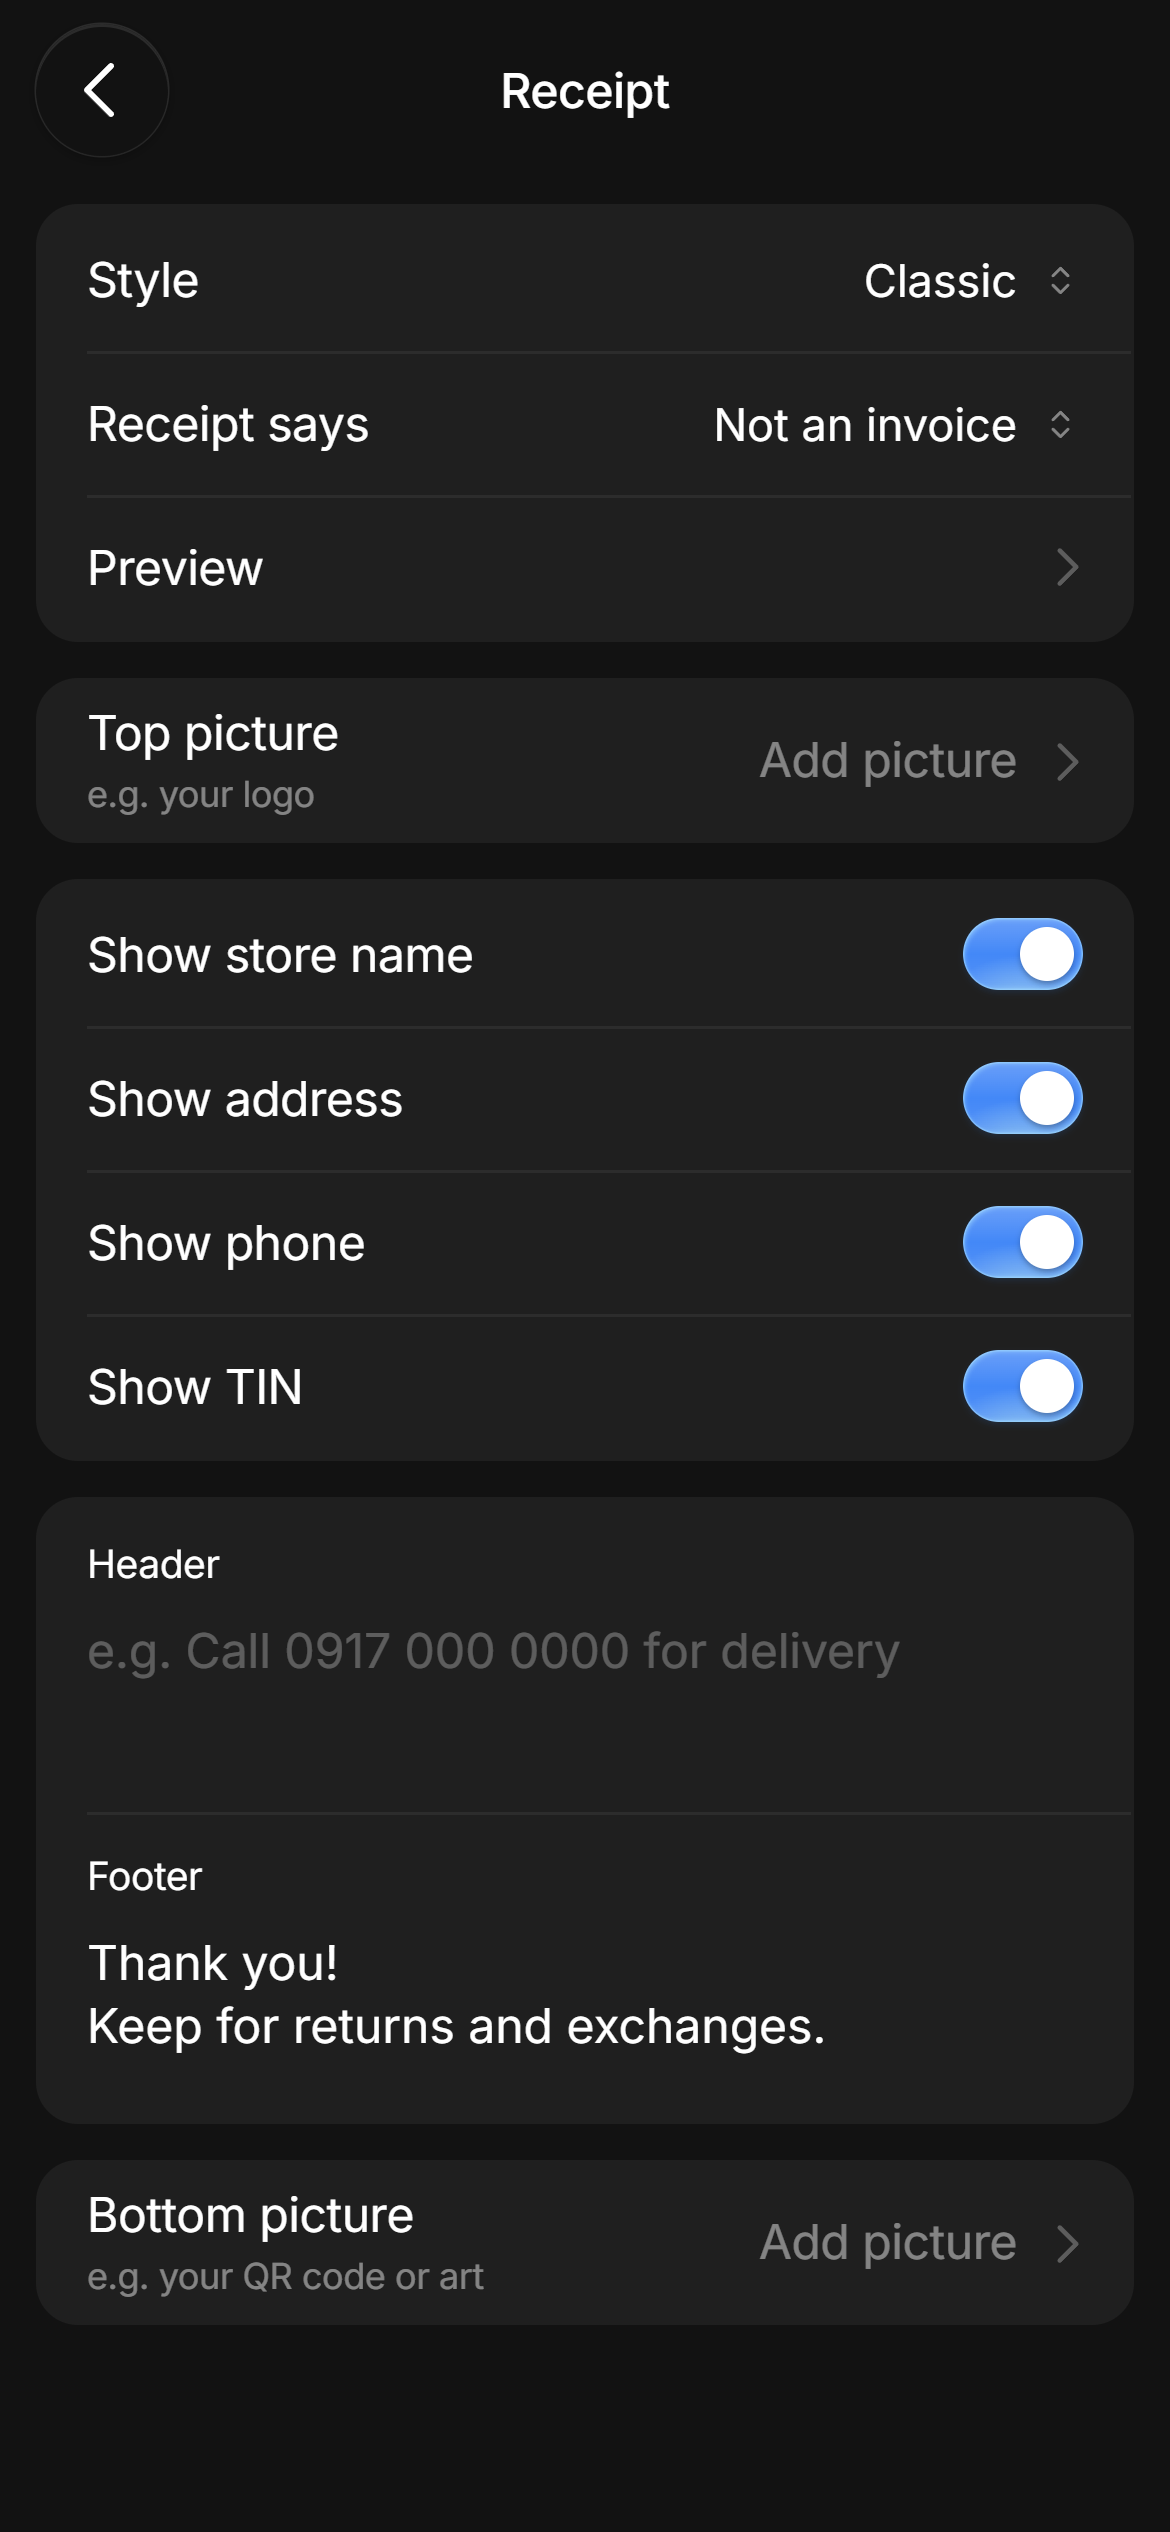 Receipt
Style
Classic
Receipt says
Not an invoice
Preview
Top picture
e.g. your logo
Add picture
Show store name
Show address
Show phone
Show TIN
Header
e.g. Call 0917 000 0000 for delivery
Footer
Thank you!
Keep for returns and exchanges.
Bottom picture
e.g. your QR code or art
Add picture